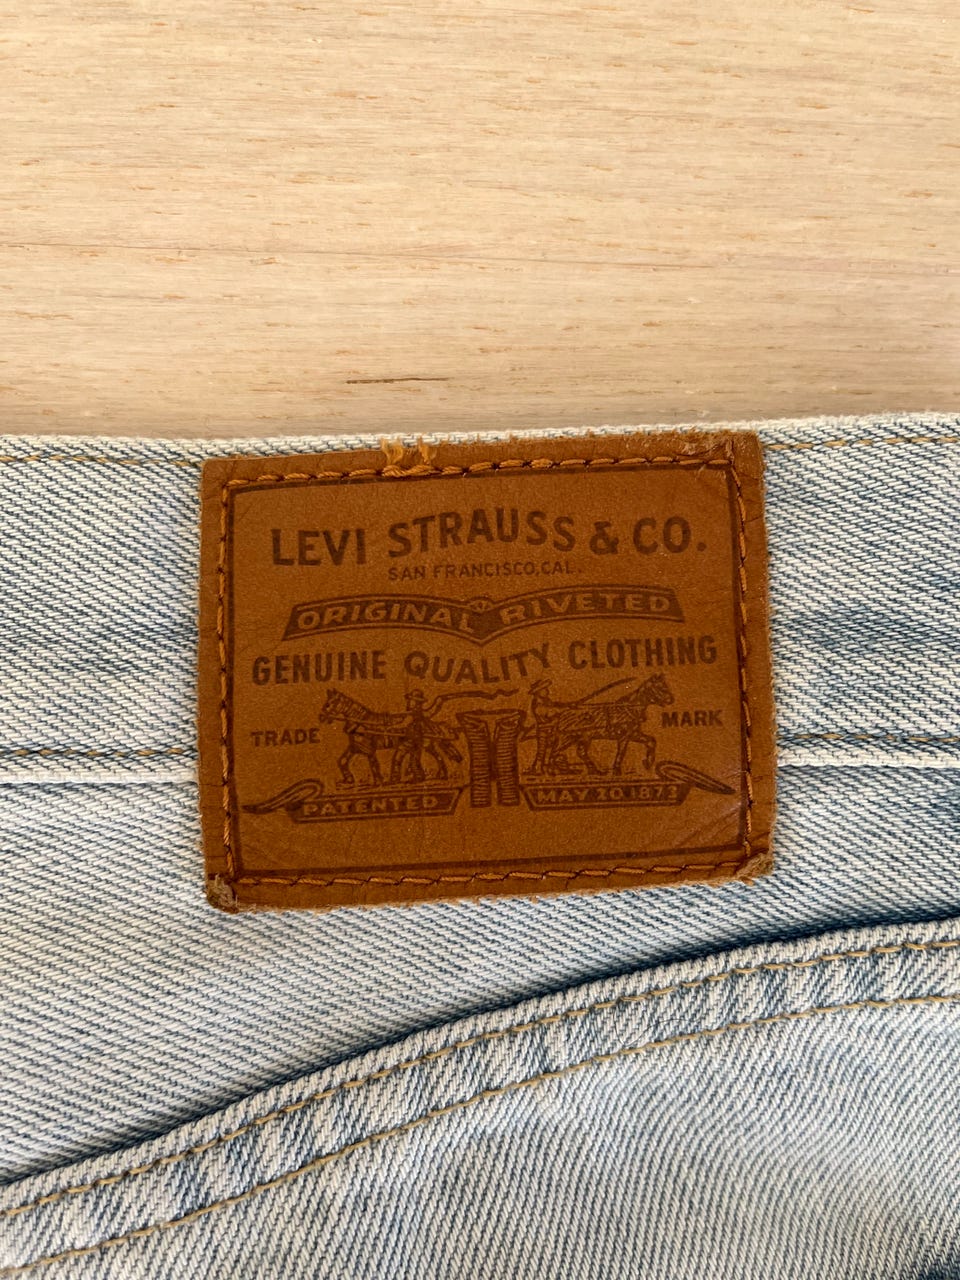 LEVI STRAUSS & CO.
SAN FRANCISCO, CAL.
ORIGINAL RIVETED
GENUINE QUALITY CLOTHING
TRADE MARK
PATENTED MAY 20 1873